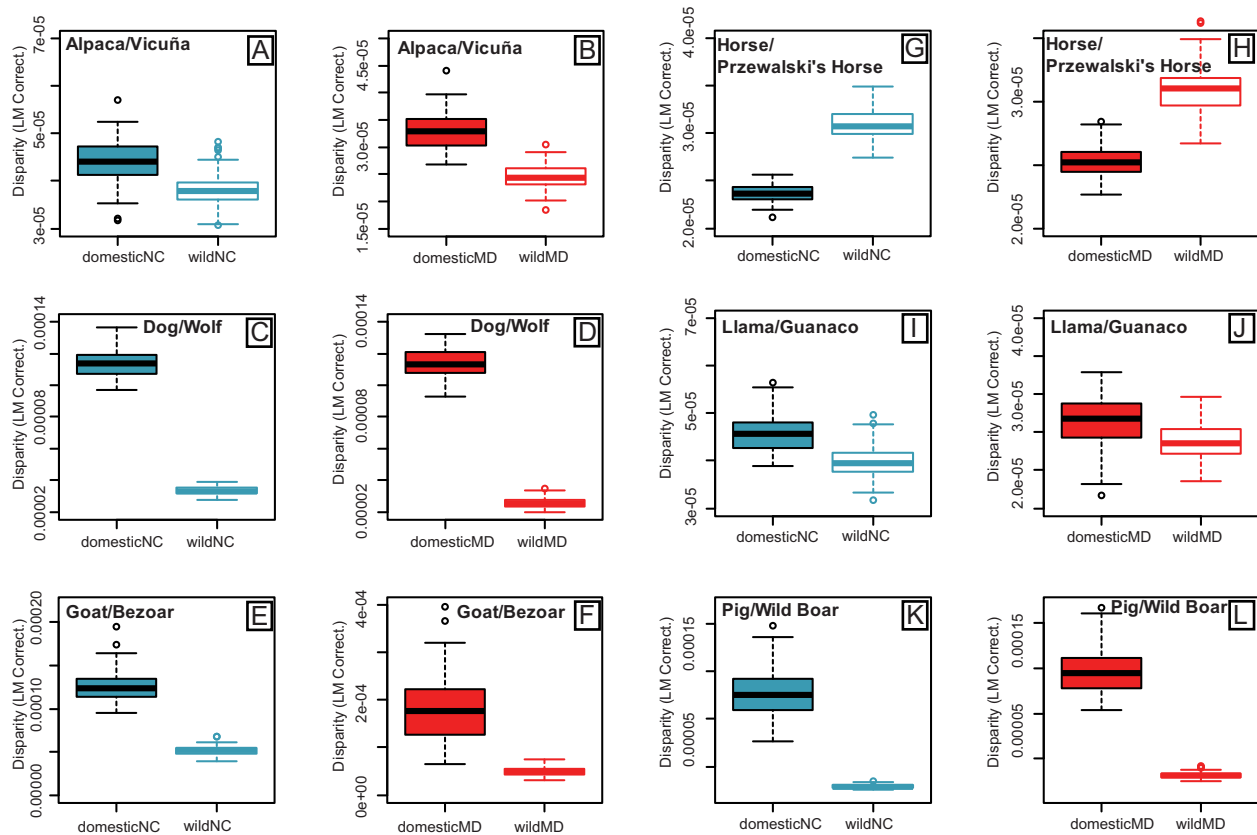 Alpaca/Vicuña
A
Disparity (LM Correct.)
7e-05
5e-05
3e-05
domesticNC
wildNC
Alpaca/Vicuña
B
Disparity (LM Correct.)
4.5e-05
3.0e-05
1.5e-05
domesticMD
wildMD
Horse/
Przewalski's Horse
G
Disparity (LM Correct.)
4.0e-05
3.0e-05
2.0e-05
domesticNC
wildNC
Horse/
Przewalski's Horse
H
Disparity (LM Correct.)
3.0e-05
2.0e-05
domesticMD
wildMD
Dog/Wolf
C
Disparity (LM Correct.)
0.00014
0.00008
0.00002
domesticNC
wildNC
Dog/Wolf
D
Disparity (LM Correct.)
0.00014
0.00008
0.00002
domesticMD
wildMD
Llama/Guanaco
I
Disparity (LM Correct.)
7e-05
5e-05
3e-05
domesticNC
wildNC
Llama/Guanaco
J
Disparity (LM Correct.)
4.0e-05
3.0e-05
2.0e-05
domesticMD
wildMD
Goat/Bezoar
E
Disparity (LM Correct.)
0.00020
0.00010
0.00000
domesticNC
wildNC
Goat/Bezoar
F
Disparity (LM Correct.)
4e-04
2e-04
0e+00
domesticMD
wildMD
Pig/Wild Boar
K
Disparity (LM Correct.)
0.00015
0.00005
domesticNC
wildNC
Pig/Wild Boar
L
Disparity (LM Correct.)
0.00015
0.00005
domesticMD
wildMD